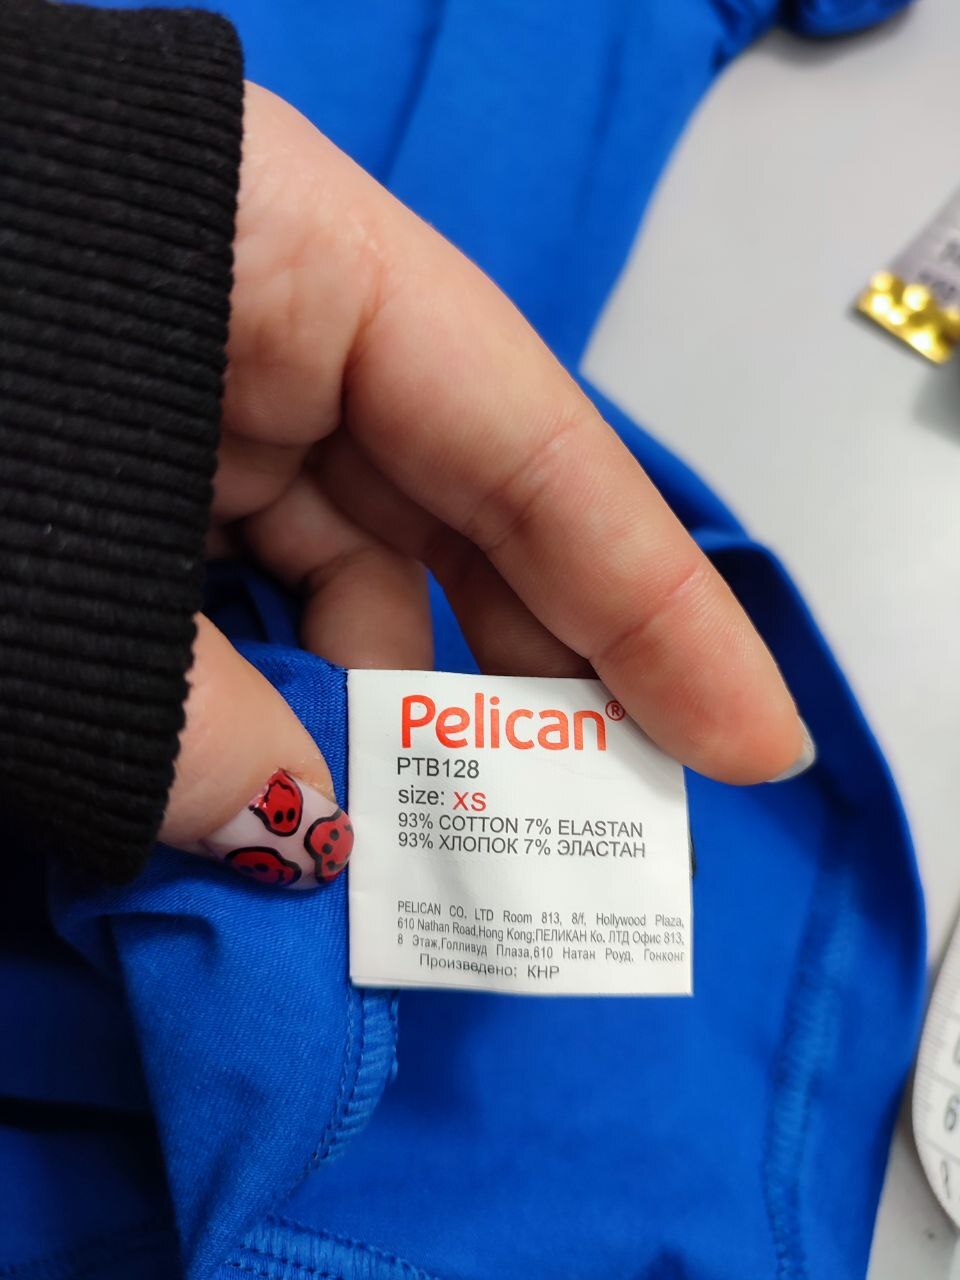 Pelican®
PTB128
size: XS
93% COTTON 7% ELASTAN
93% ХЛОПОК 7% ЭЛАСТАН
PELICAN CO. LTD Room 813, 8/f, Hollywood Plaza,
610 Nathan Road,Hong Kong;ПЕЛИКАН Ко. ЛТД Офис 813,
8 Этаж,Голливуд Плаза,610 Натан Роуд, Гонконг
Произведено: КНР